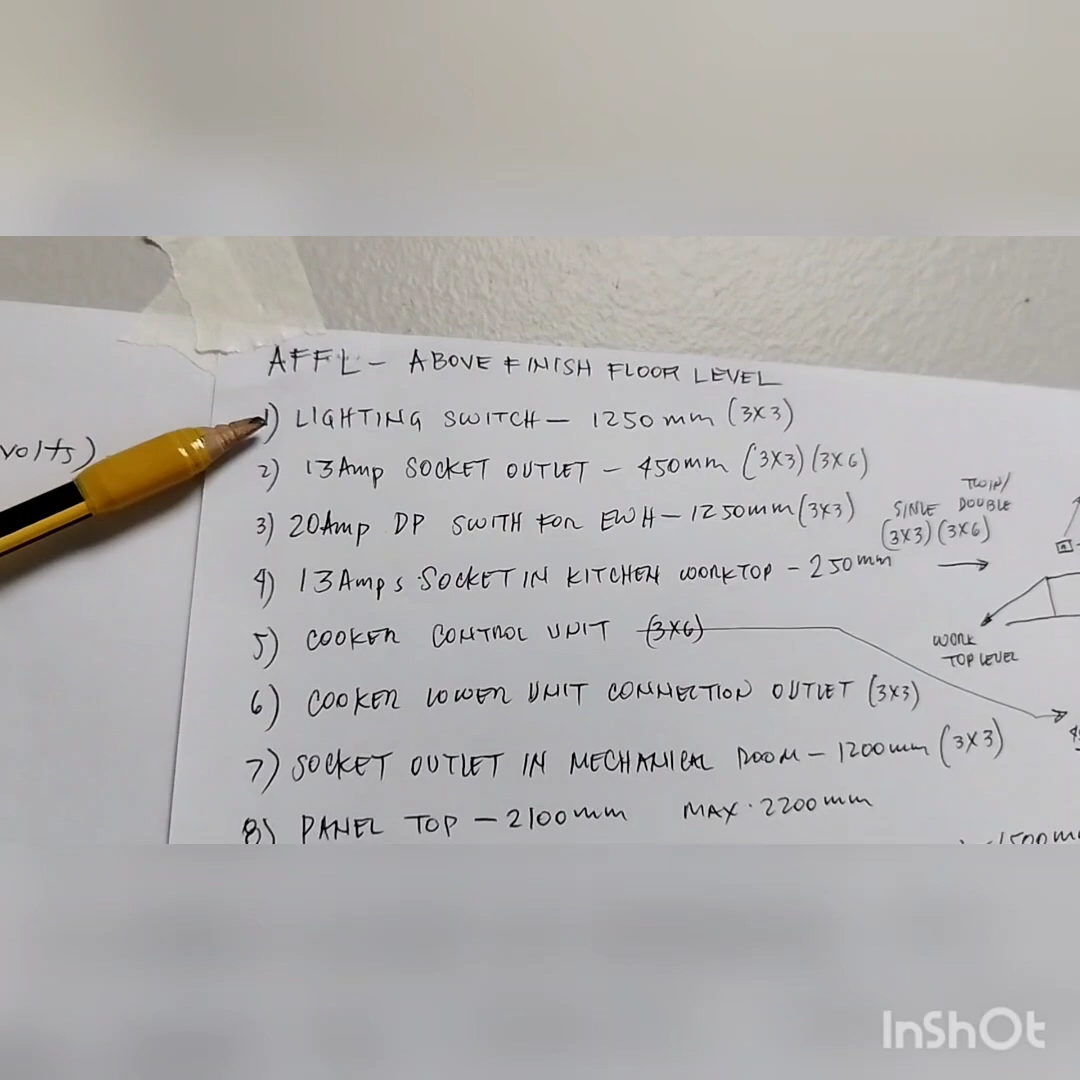 AFFL - ABOVE FINISH FLOOR LEVEL
volts)
1) LIGHTING SWITCH - 1250mm (3x3)
2) 13Amp SOCKET OUTLET - 450mm (3x3)(3x6)
3) 20Amp DP SWITH FOR EWH - 1250mm (3x3)
SINLE TWIN/
DOUBLE
(3x3)(3x6)
4) 13Amps SOCKET IN KITCHEN WORKTOP - 250mm
5) COOKER CONTROL UNIT (3x6)
WORK
TOP LEVEL
6) COOKER LOWER UNIT CONNECTION OUTLET (3x3)
7) SOCKET OUTLET IN MECHANICAL ROOM - 1200mm (3x3)
8) PANEL TOP - 2100mm MAX. 2200mm
InShOt